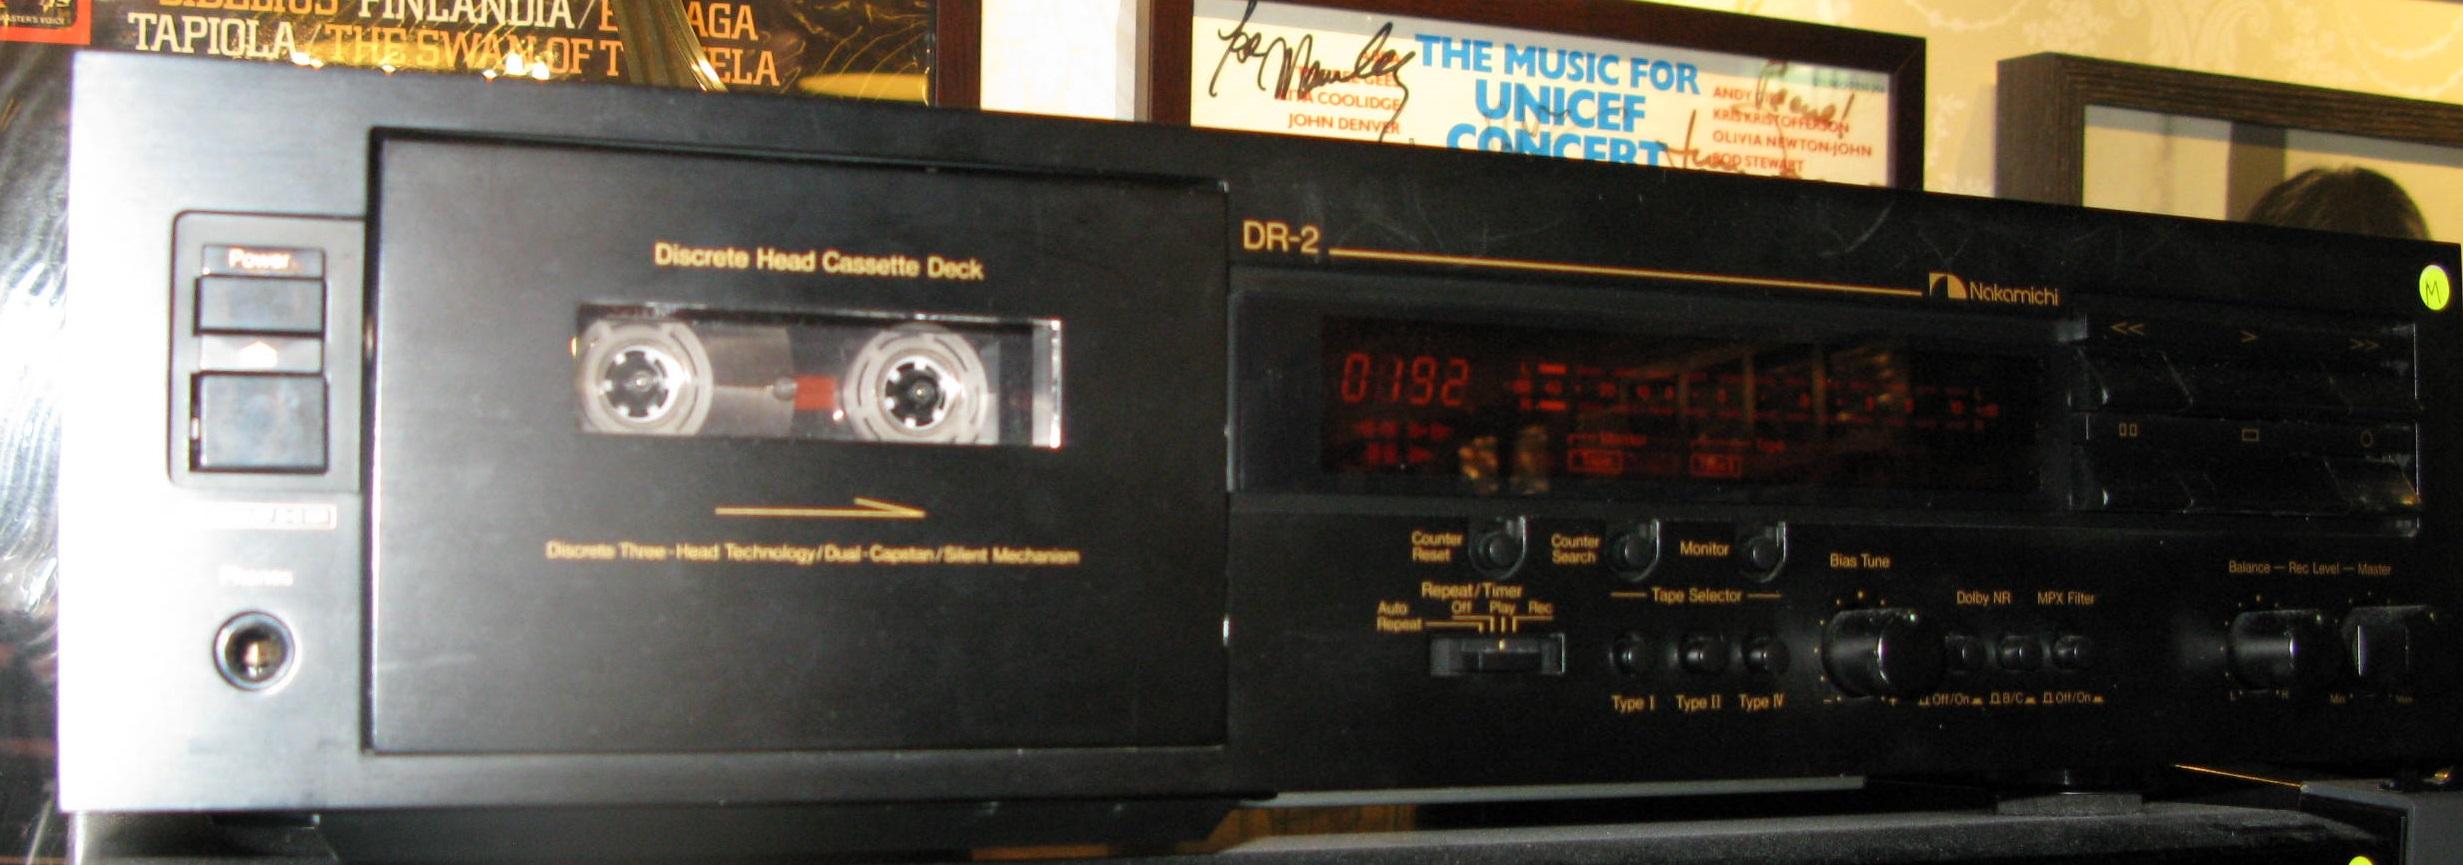 FINLANDIA/
TAPIOLA/THE SWAN OF
THE MUSIC FOR
UNICEF
CONCERT
COOLIDGE
JOHN DENVER
ANDY
KRIS KRISTOFFERSON
OLIVIA NEWTON-JOHN
ROD STEWART
Power
Phones
Discrete Head Cassette Deck
Discrete Three-Head Technology/Dual-Capstan/Silent Mechanism
DR-2
Nakamichi
M
<< > >>
0192
Counter Reset
Counter Search
Monitor
Repeat/Timer
Auto Repeat
Off Play Rec
Tape Selector
Type I Type II Type IV
Bias Tune
- +
Dolby NR
MPX Filter
Off/On B/C Off/On
Balance — Rec Level — Master
L R